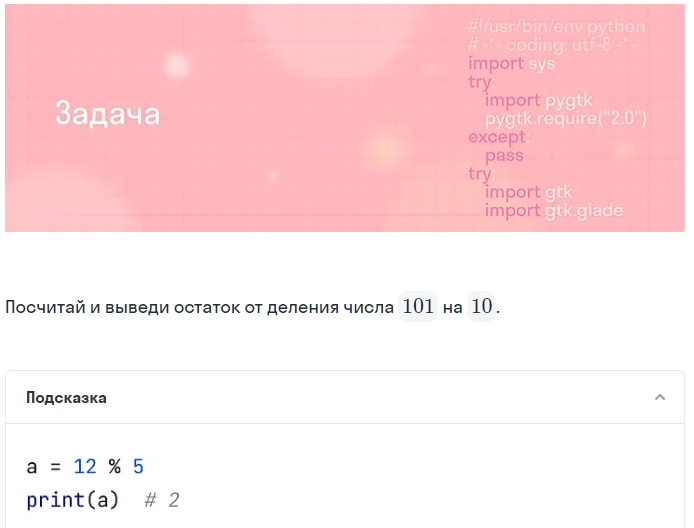 #!/usr/bin/env python
# -*- coding: utf-8 -*-
import sys
try:
import pygtk
pygtk.require("2.0")
except:
pass
try:
import gtk
import gtk.glade
Задача
Посчитай и выведи остаток от деления числа 101 на 10.
Подсказка
a = 12 % 5
print(a) # 2